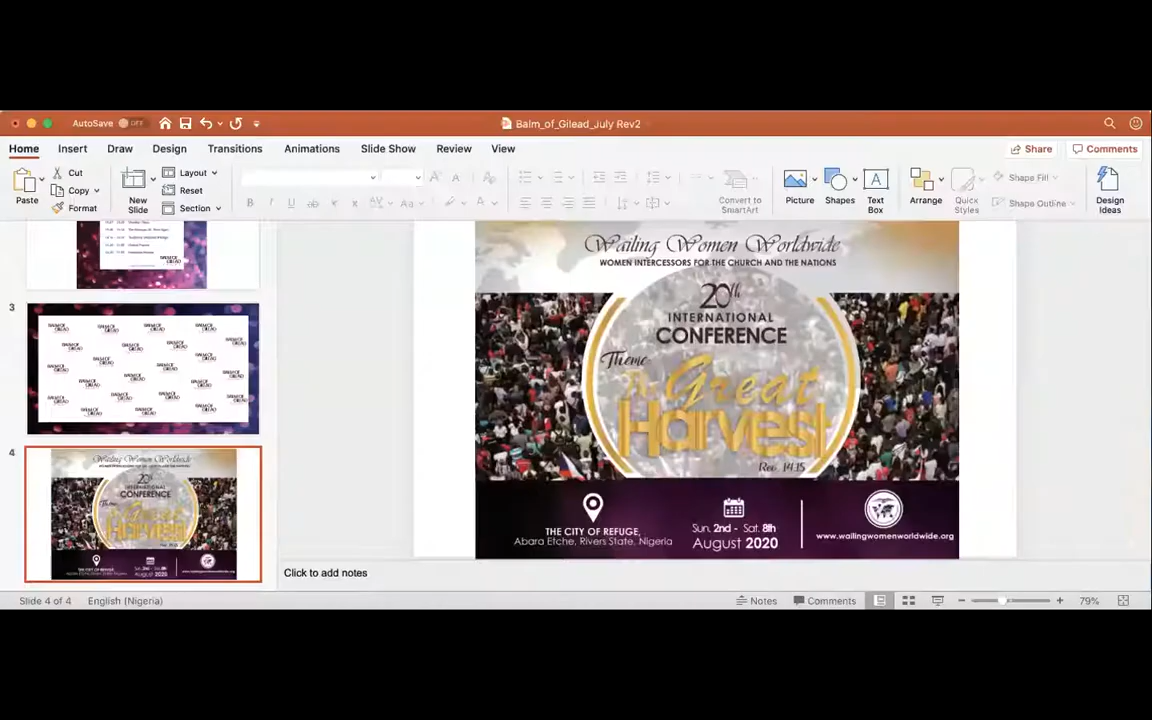 AutoSave OFF
Balm_of_Gilead_July Rev2
Home Insert Draw Design Transitions Animations Slide Show Review View Share Comments
Paste
Cut
Copy
Format
New Slide
Layout
Reset
Section
Convert to SmartArt
Picture
Shapes
Text Box
Arrange
Quick Styles
Shape Fill
Shape Outline
Design Ideas
3
4
Wailing Women Worldwide
WOMEN INTERCESSORS FOR THE CHURCH AND THE NATIONS
20th
INTERNATIONAL
CONFERENCE
Theme:
The Great
Harvest
Rev. 14:15
THE CITY OF REFUGE,
Abara Etche, Rivers State, Nigeria
Sun. 2nd - Sat. 8th
August 2020
www.wailingwomenworldwide.org
Click to add notes
Slide 4 of 4 English (Nigeria) Notes Comments 79%